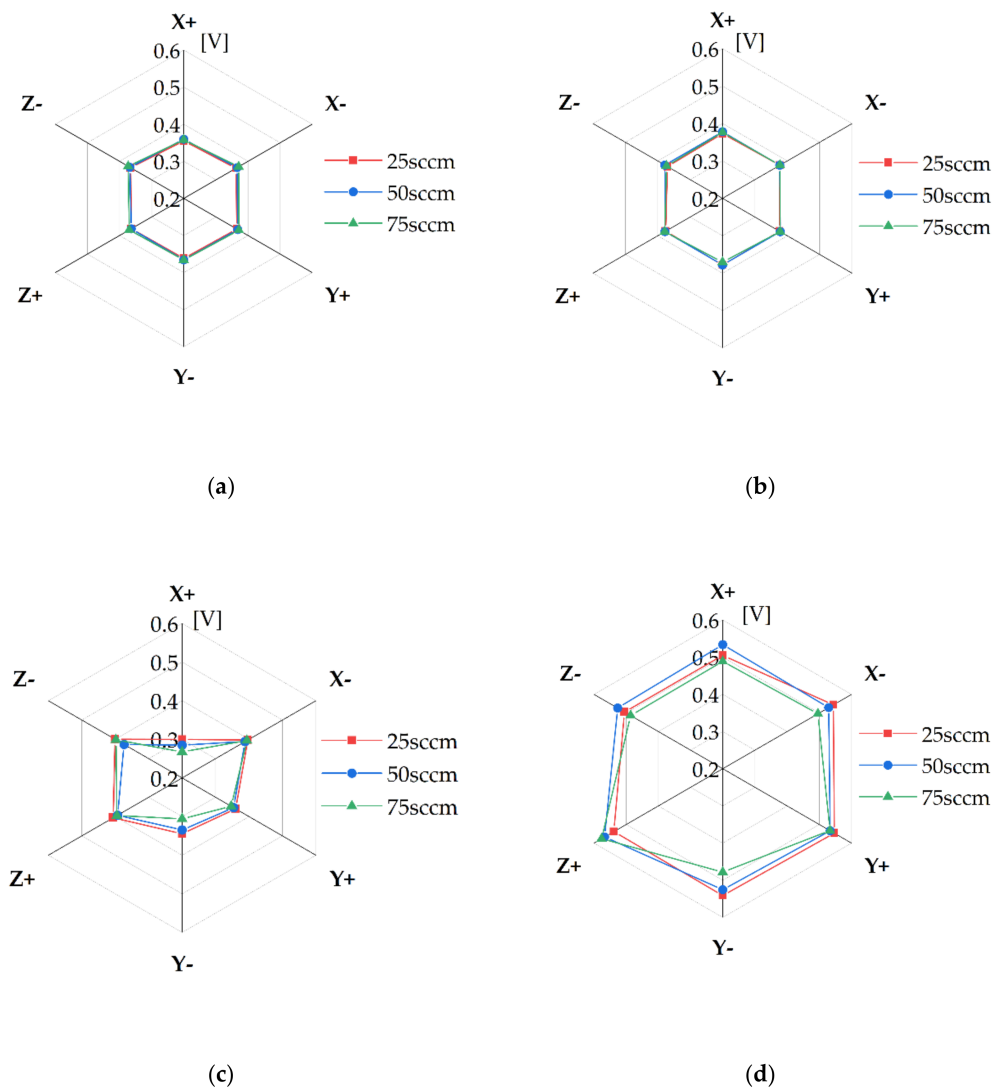 X+
[V]
0.6
0.5
0.4
0.3
0.2
Z-
X-
Z+
Y+
Y-
25sccm
50sccm
75sccm
(a)
X+
[V]
0.6
0.5
0.4
0.3
0.2
Z-
X-
Z+
Y+
Y-
25sccm
50sccm
75sccm
(b)
X+
[V]
0.6
0.5
0.4
0.3
0.2
Z-
X-
Z+
Y+
Y-
25sccm
50sccm
75sccm
(c)
X+
[V]
0.6
0.5
0.4
0.3
0.2
Z-
X-
Z+
Y+
Y-
25sccm
50sccm
75sccm
(d)